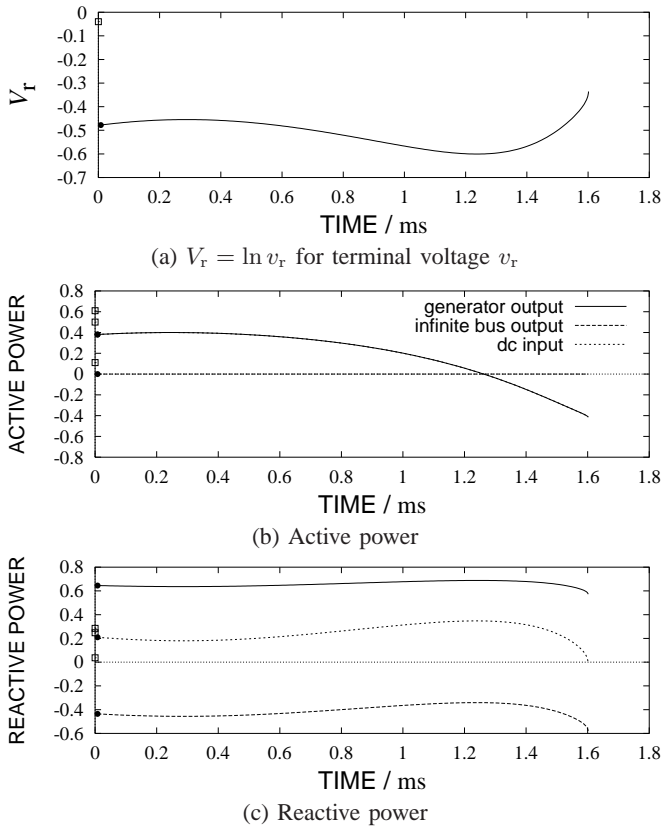 0
-0.1
-0.2
-0.3
-0.4
-0.5
-0.6
-0.7
Vr
0 0.2 0.4 0.6 0.8 1 1.2 1.4 1.6 1.8
TIME / ms
(a) Vr = ln vr for terminal voltage vr
0.8
0.6
0.4
0.2
0
-0.2
-0.4
-0.6
-0.8
ACTIVE POWER
generator output
infinite bus output
dc input
0 0.2 0.4 0.6 0.8 1 1.2 1.4 1.6 1.8
TIME / ms
(b) Active power
0.8
0.6
0.4
0.2
0
-0.2
-0.4
-0.6
REACTIVE POWER
0 0.2 0.4 0.6 0.8 1 1.2 1.4 1.6 1.8
TIME / ms
(c) Reactive power